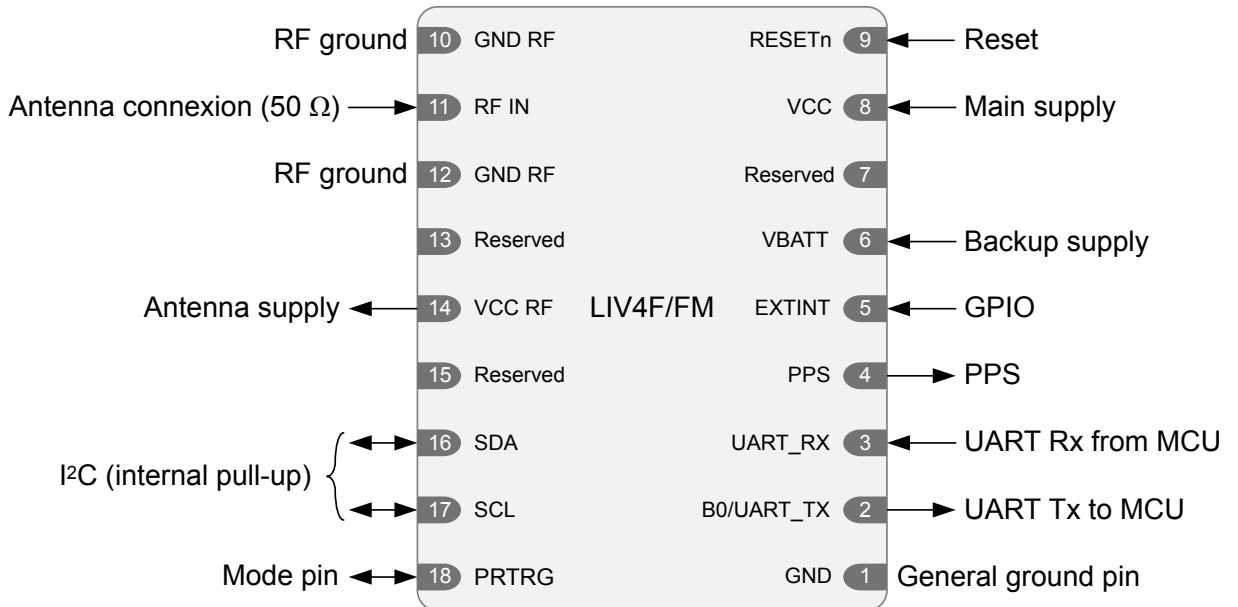 RF ground 10 GND RF RESETn 9 Reset
Antenna connexion (50 Ω) 11 RF IN VCC 8 Main supply
RF ground 12 GND RF Reserved 7
13 Reserved VBATT 6 Backup supply
Antenna supply 14 VCC RF LIV4F/FM EXTINT 5 GPIO
15 Reserved PPS 4 PPS
16 SDA UART_RX 3 UART Rx from MCU
I²C (internal pull-up)
17 SCL B0/UART_TX 2 UART Tx to MCU
Mode pin 18 PRTRG GND 1 General ground pin